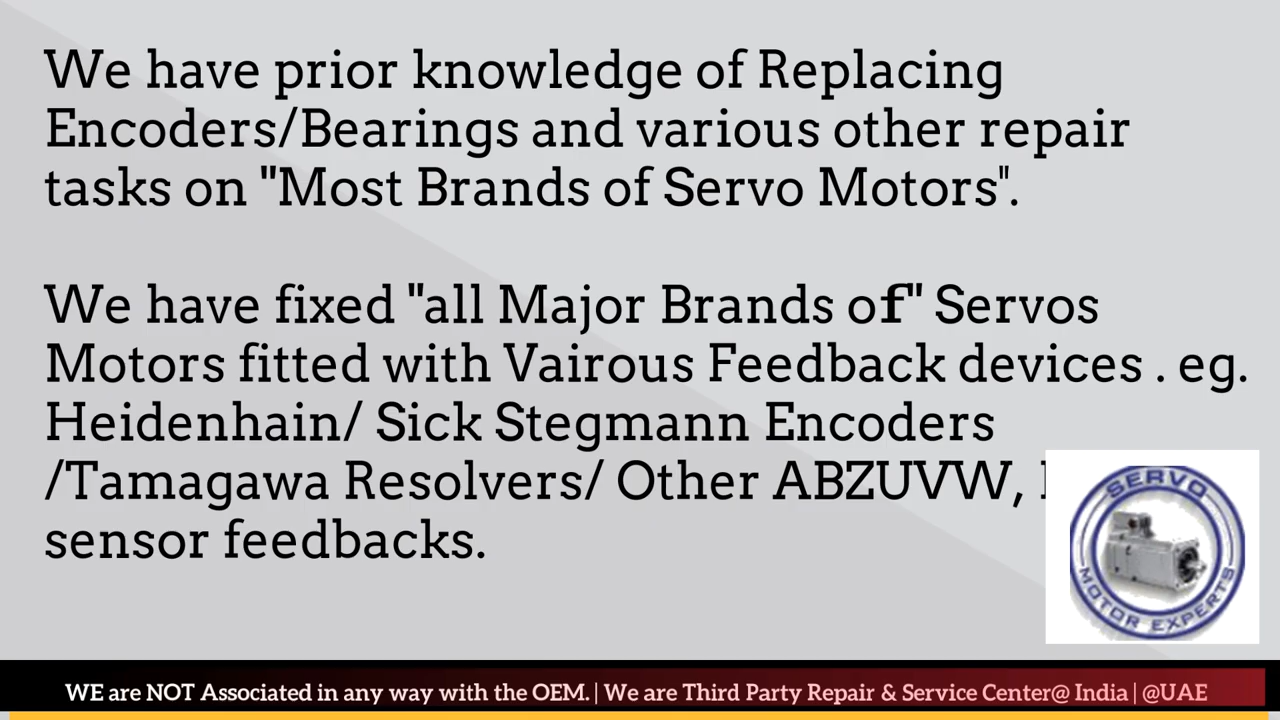 We have prior knowledge of Replacing
Encoders/Bearings and various other repair
tasks on "Most Brands of Servo Motors".
We have fixed "all Major Brands of" Servos
Motors fitted with Vairous Feedback devices . eg.
Heidenhain/ Sick Stegmann Encoders
/Tamagawa Resolvers/ Other ABZUVW,
sensor feedbacks.
SERVO
MOTOR EXPERTS
WE are NOT Associated in any way with the OEM. | We are Third Party Repair & Service Center@ India | @UAE